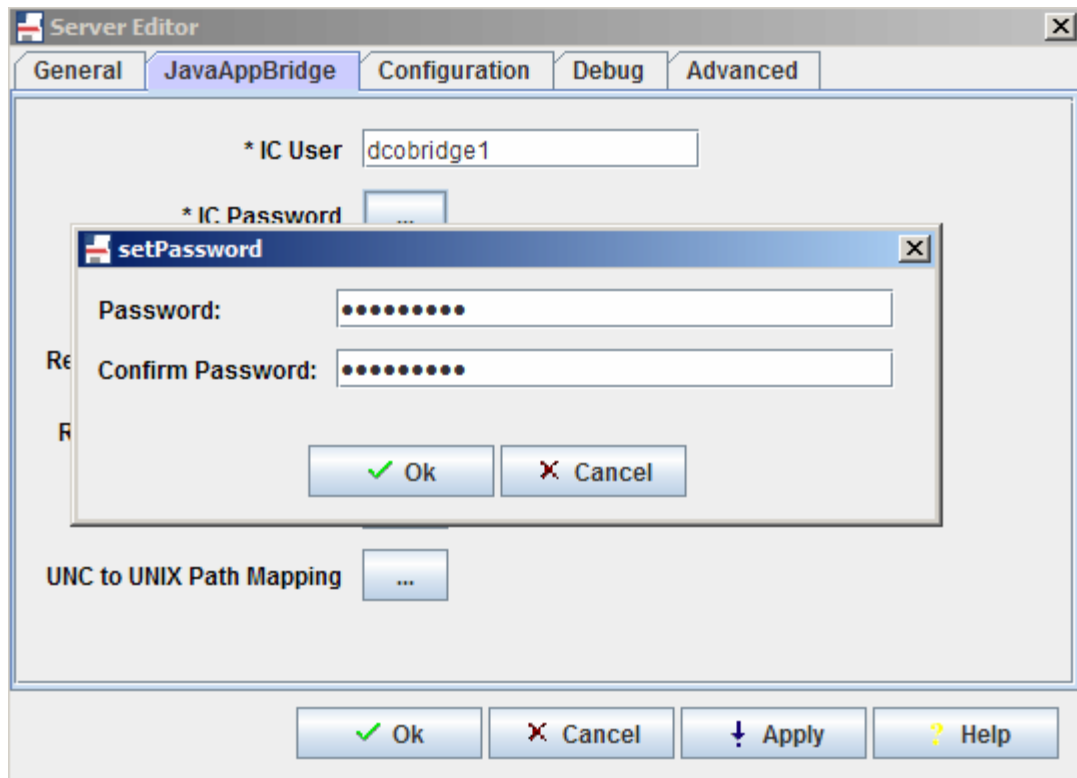 Server Editor
General JavaAppBridge Configuration Debug Advanced
* IC User dcobridge1
* IC Password ...
setPassword
Password: •••••••••
Confirm Password: •••••••••
Re
R
Ok Cancel
UNC to UNIX Path Mapping ...
Ok Cancel Apply ? Help